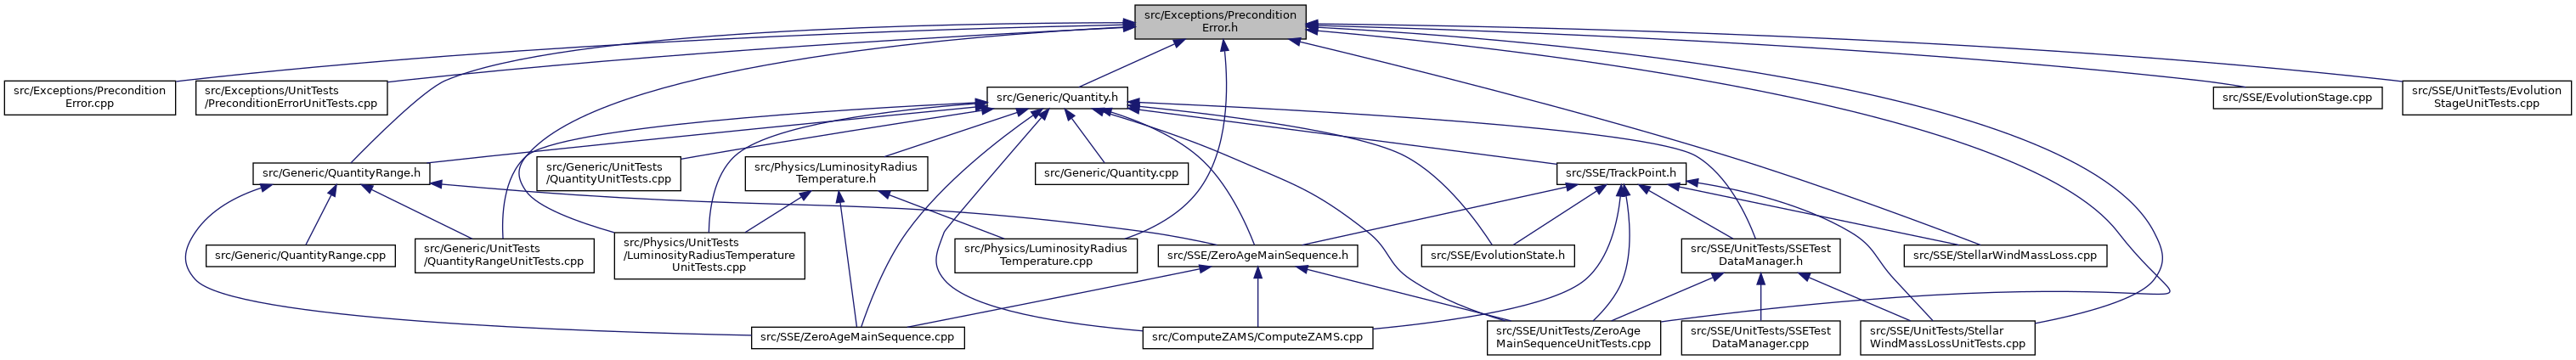 src/Exceptions/Precondition
Error.h
src/Exceptions/Precondition
Error.cpp
src/Exceptions/UnitTests
/PreconditionErrorUnitTests.cpp
src/Generic/Quantity.h
src/SSE/EvolutionStage.cpp
src/SSE/UnitTests/Evolution
StageUnitTests.cpp
src/Generic/QuantityRange.h
src/Generic/UnitTests
/QuantityUnitTests.cpp
src/Physics/LuminosityRadius
Temperature.h
src/Generic/Quantity.cpp
src/SSE/TrackPoint.h
src/Generic/QuantityRange.cpp
src/Generic/UnitTests
/QuantityRangeUnitTests.cpp
src/Physics/UnitTests
/LuminosityRadiusTemperature
UnitTests.cpp
src/Physics/LuminosityRadius
Temperature.cpp
src/SSE/ZeroAgeMainSequence.h
src/SSE/EvolutionState.h
src/SSE/UnitTests/SSETest
DataManager.h
src/SSE/StellarWindMassLoss.cpp
src/SSE/ZeroAgeMainSequence.cpp
src/ComputeZAMS/ComputeZAMS.cpp
src/SSE/UnitTests/ZeroAge
MainSequenceUnitTests.cpp
src/SSE/UnitTests/SSETest
DataManager.cpp
src/SSE/UnitTests/Stellar
WindMassLossUnitTests.cpp